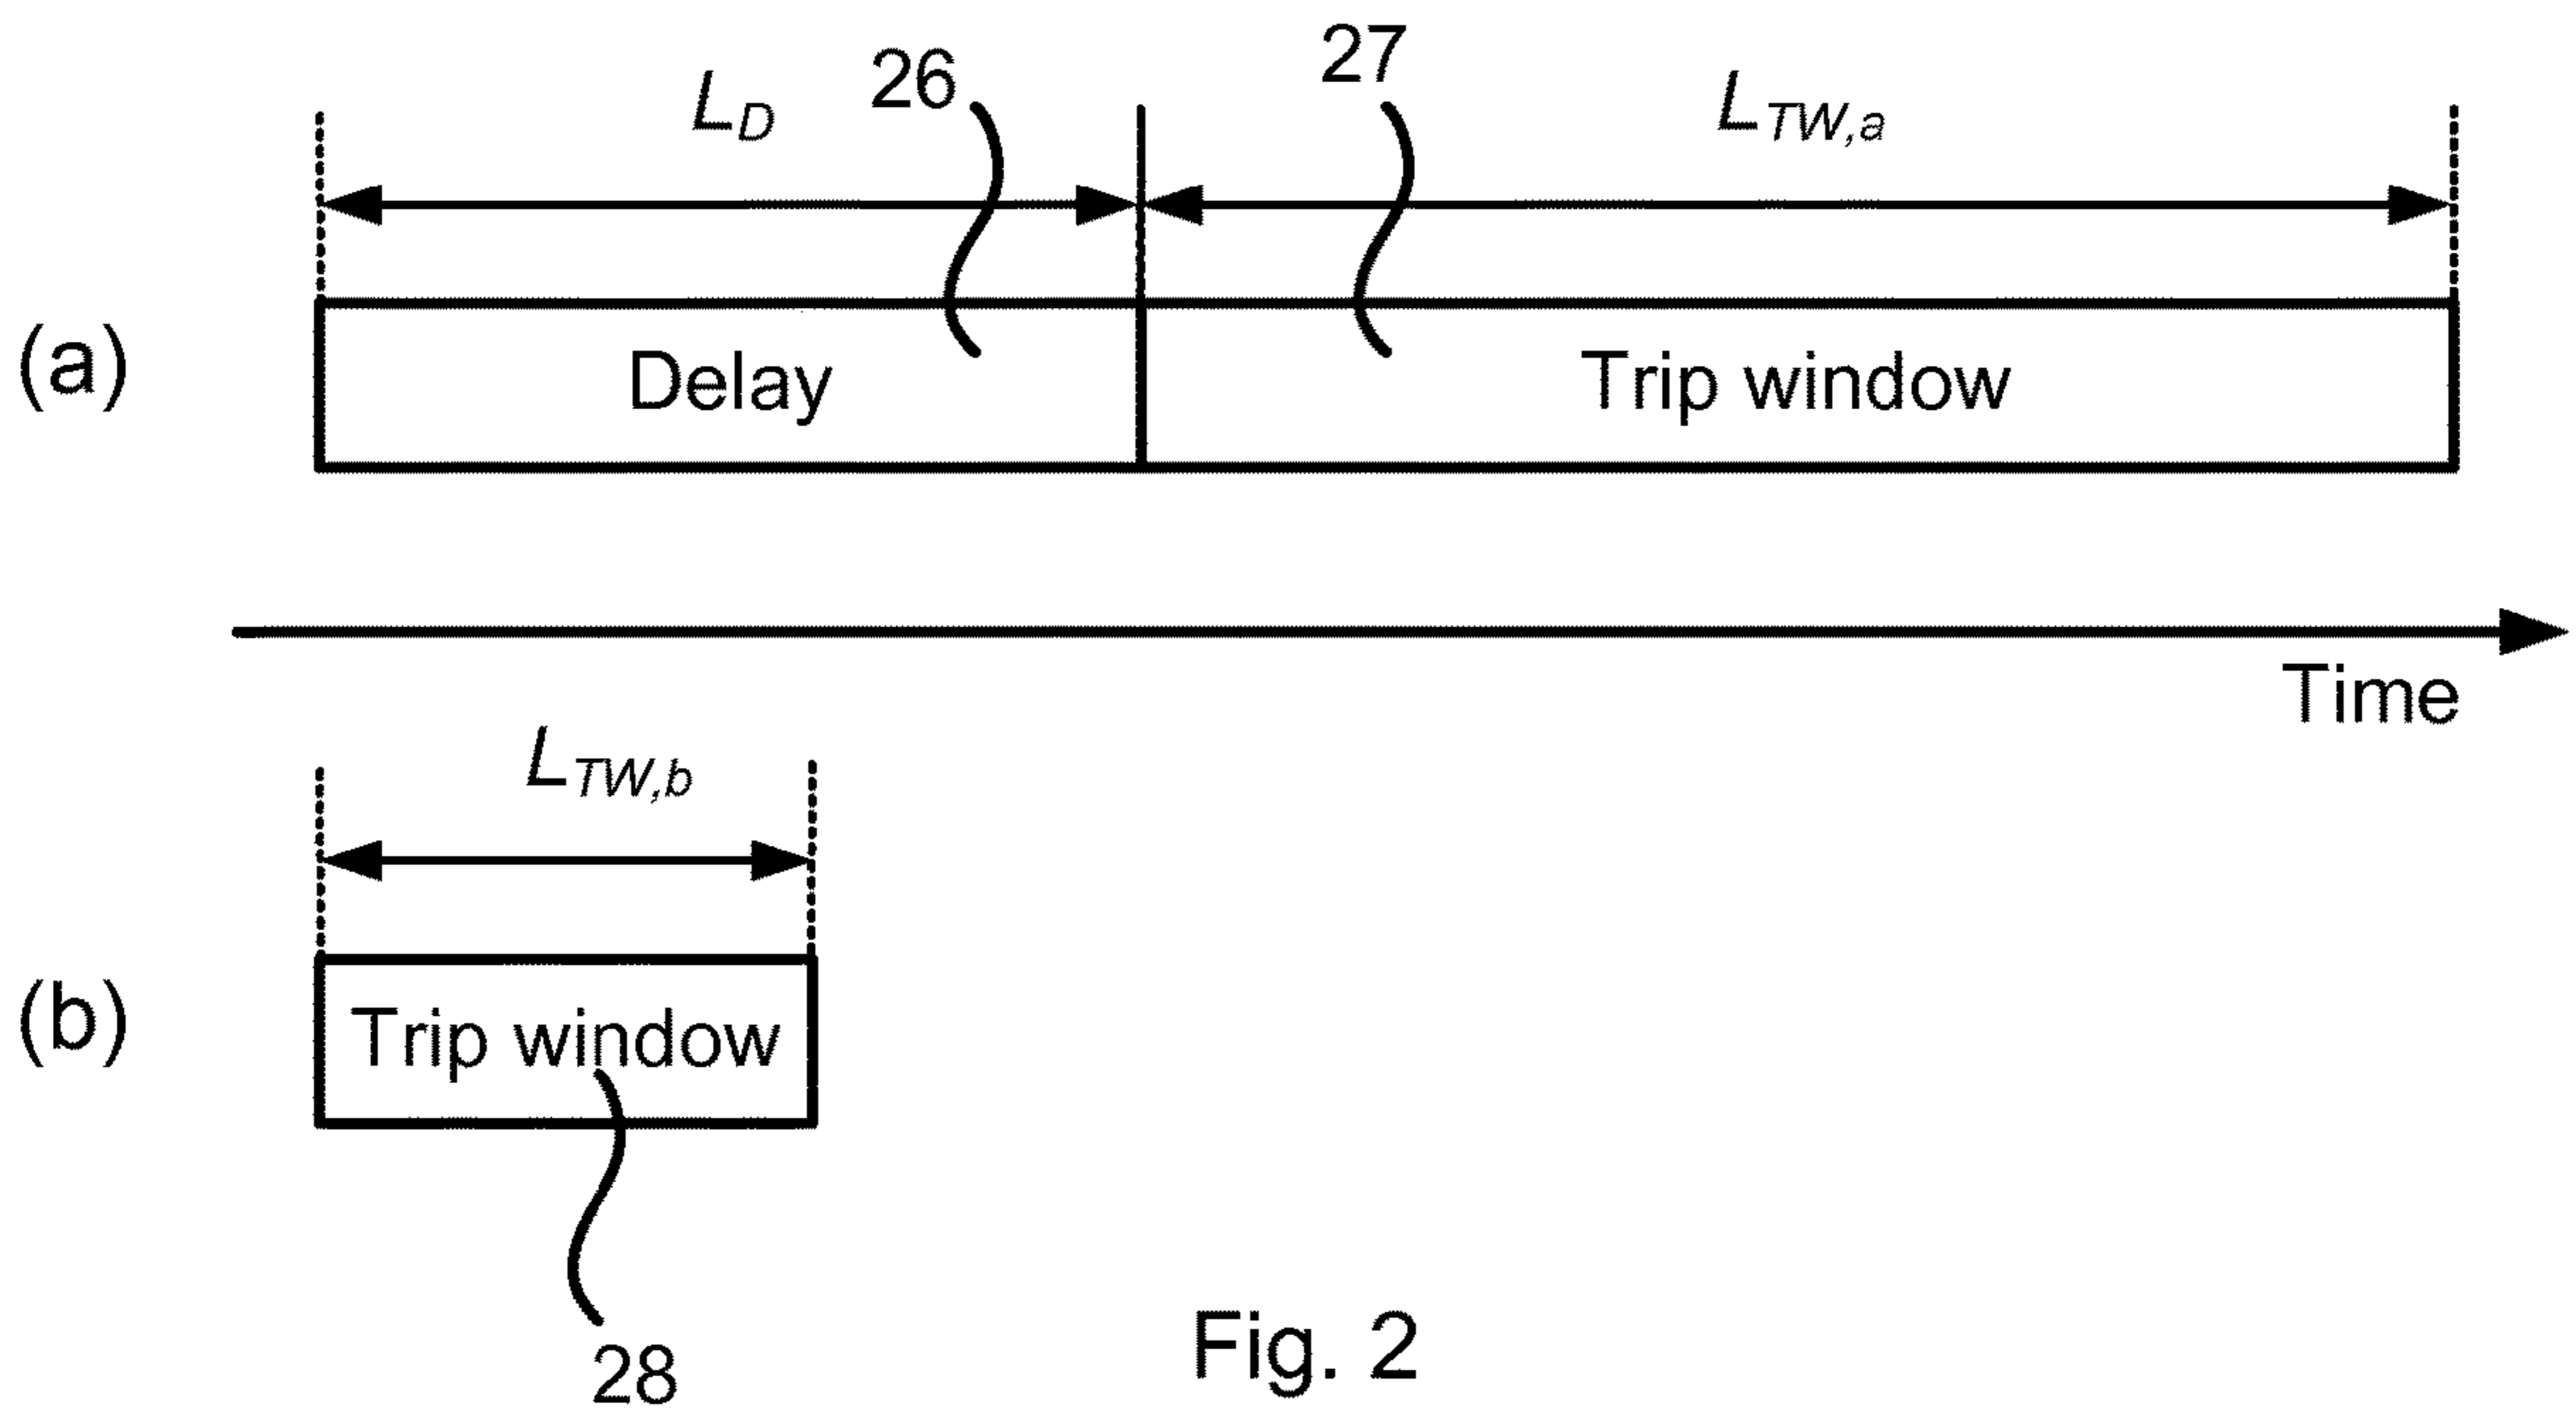 L_D 26 27 L_TW,a
(a) Delay Trip window
Time
L_TW,b
(b) Trip window
28
Fig. 2